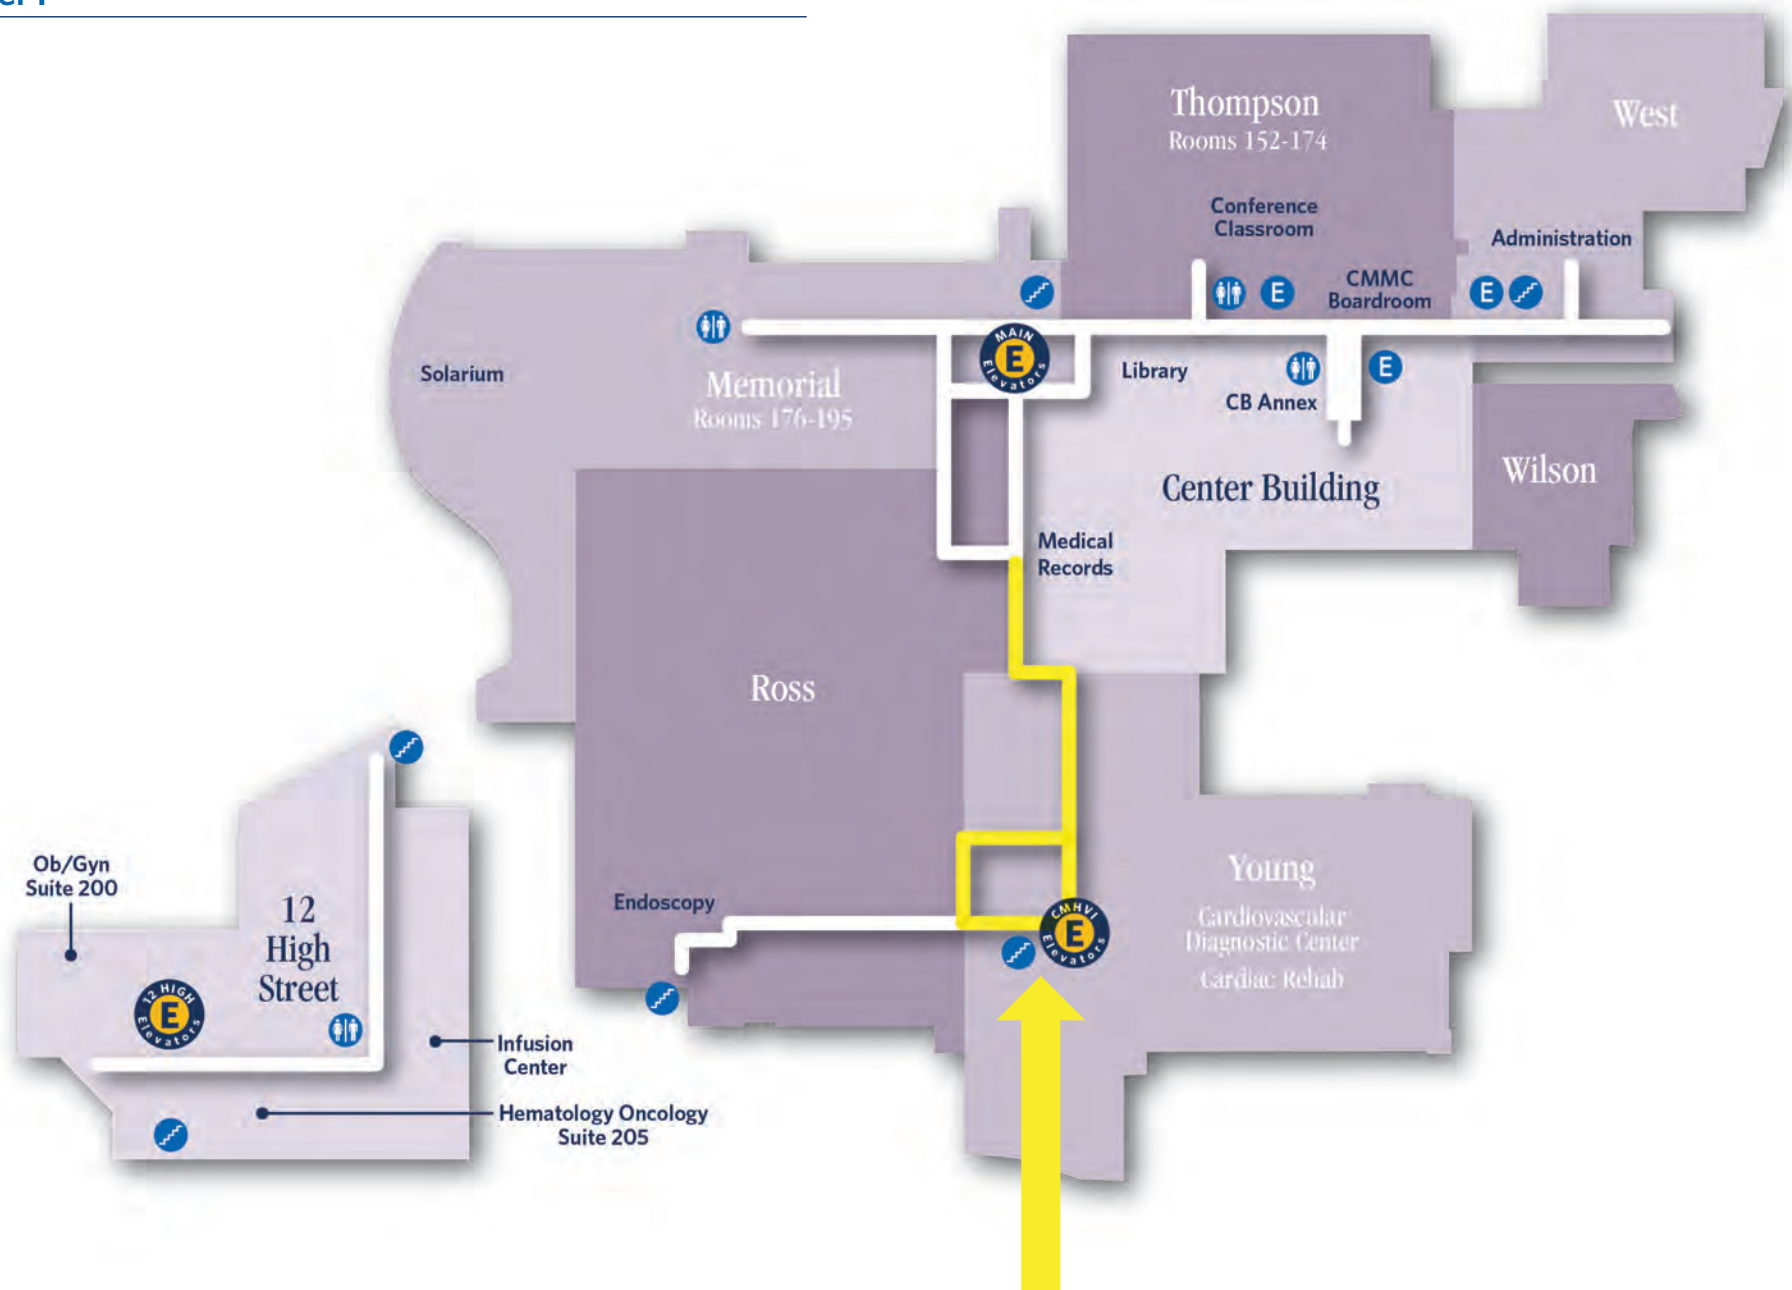 Thompson
Rooms 152-174
West
Conference
Classroom
Administration
CMMC
Boardroom
E
E
MAIN
E
Elevators
Solarium
Memorial
Rooms 176-195
Library
E
CB Annex
Center Building
Wilson
Medical
Records
Ross
Ob/Gyn
Suite 200
12
High
Street
12 HIGH
E
Elevators
Endoscopy
CMHVI
E
Elevators
Young
Cardiovascular
Diagnostic Center
Cardiac Rehab
Infusion
Center
Hematology Oncology
Suite 205